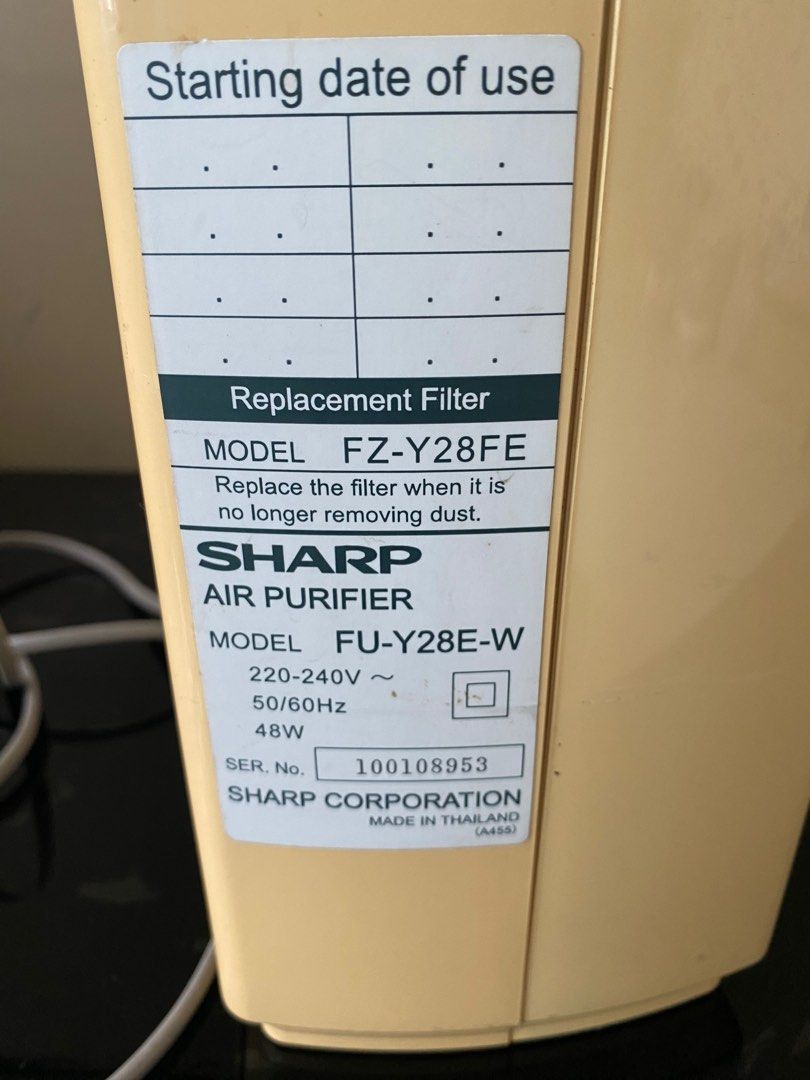 Starting date of use
. . . .
. . . .
. . . .
. . . .
Replacement Filter
MODEL FZ-Y28FE
Replace the filter when it is
no longer removing dust.
SHARP
AIR PURIFIER
MODEL FU-Y28E-W
220-240V ～
50/60Hz
48W
SER. No. 100108953
SHARP CORPORATION
MADE IN THAILAND
(A455)